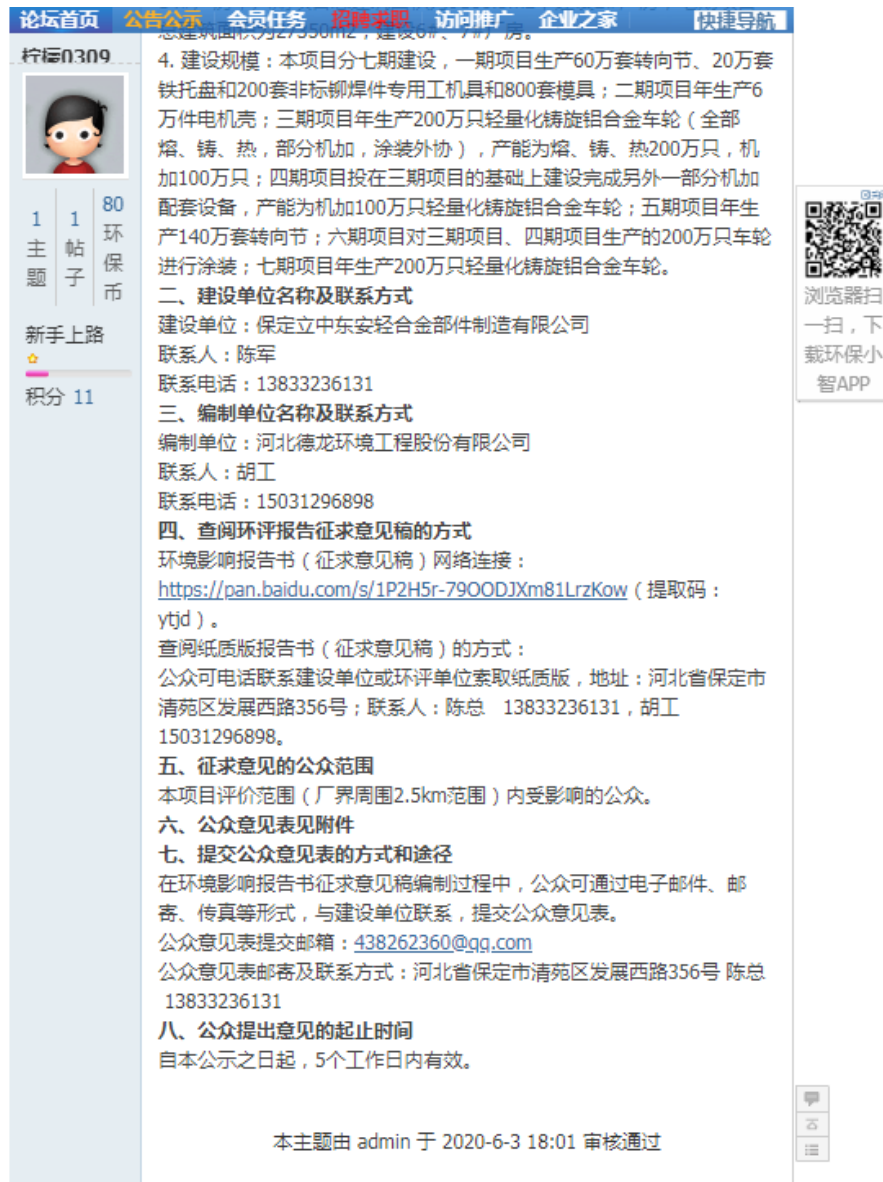 论坛首页 公告公示 会员任务 招聘求职 访问推广 企业之家 快捷导航
柠檬0309
1 主题
1 帖子
80 环保币
新手上路
积分 11
4. 建设规模：本项目分七期建设，一期项目生产60万套转向节、20万套
铁托盘和200套非标铆焊件专用工机具和800套模具；二期项目年生产6
万件电机壳；三期项目年生产200万只轻量化铸旋铝合金车轮（全部
熔、铸、热，部分机加，涂装外协），产能为熔、铸、热200万只，机
加100万只；四期项目投在三期项目的基础上建设完成另外一部分机加
配套设备，产能为机加100万只轻量化铸旋铝合金车轮；五期项目年生
产140万套转向节；六期项目对三期项目、四期项目生产的200万只车轮
进行涂装；七期项目年生产200万只轻量化铸旋铝合金车轮。
二、建设单位名称及联系方式
建设单位：保定立中东安轻合金部件制造有限公司
联系人：陈军
联系电话：13833236131
三、编制单位名称及联系方式
编制单位：河北德龙环境工程股份有限公司
联系人：胡工
联系电话：15031296898
四、查阅环评报告征求意见稿的方式
环境影响报告书（征求意见稿）网络连接：
https://pan.baidu.com/s/1P2H5r-79OODJXm81LrzKow（提取码：
ytjd）。
查阅纸质版报告书（征求意见稿）的方式：
公众可电话联系建设单位或环评单位索取纸质版，地址：河北省保定市
清苑区发展西路356号；联系人：陈总 13833236131，胡工
15031296898。
五、征求意见的公众范围
本项目评价范围（厂界周围2.5km范围）内受影响的公众。
六、公众意见表见附件
七、提交公众意见表的方式和途径
在环境影响报告书征求意见稿编制过程中，公众可通过电子邮件、邮
寄、传真等形式，与建设单位联系，提交公众意见表。
公众意见表提交邮箱：438262360@qq.com
公众意见表邮寄及联系方式：河北省保定市清苑区发展西路356号 陈总
13833236131
八、公众提出意见的起止时间
自本公示之日起，5个工作日内有效。
本主题由 admin 于 2020-6-3 18:01 审核通过
浏览器扫
一扫，下
载环保小
智APP